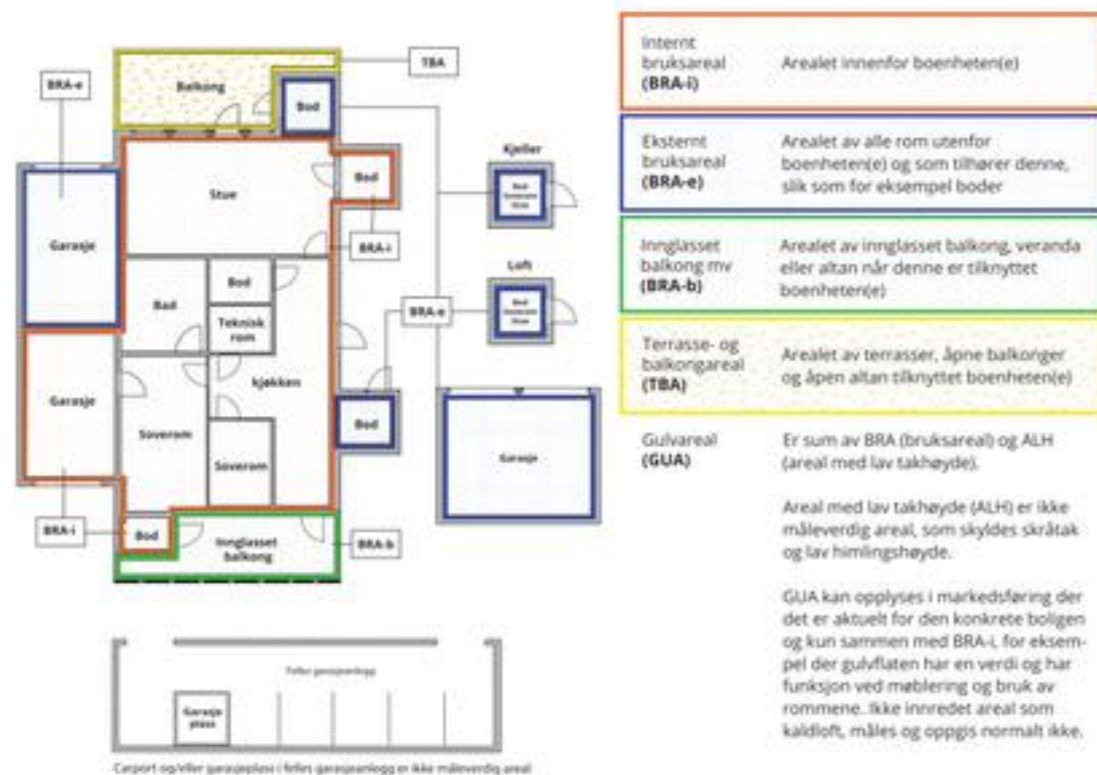 TBA
BRA-e
Balkong
Bod
Kjeller
Stue
Bod
Garasje
BRA-i
Loft
Bod
Bad
BRA-e
Teknisk
rom
kjøkken
Garasje
Soverom
Bod
Soverom
Garasje
BRA-i
Bod
Innglasset
balkong
BRA-b
Felles garasjeanlegg
Garasje
plass
Carport og/eller garasjeplass i felles garasjeanlegg er ikke måleverdig areal
Internt
bruksareal
(BRA-i)
Arealet innenfor boenheten(e)
Eksternt
bruksareal
(BRA-e)
Arealet av alle rom utenfor
boenheten(e) og som tilhører denne,
slik som for eksempel boder
Innglasset
balkong mv
(BRA-b)
Arealet av innglasset balkong, veranda
eller altan når denne er tilknyttet
boenheten(e)
Terrasse- og
balkongareal
(TBA)
Arealet av terrasser, åpne balkonger
og åpen altan tilknyttet boenheten(e)
Gulvareal
(GUA)
Er sum av BRA (bruksareal) og ALH
(areal med lav takhøyde).
Areal med lav takhøyde (ALH) er ikke
måleverdig areal, som skyldes skråtak
og lav himlingshøyde.
GUA kan opplyses i markedsføring der
det er aktuelt for den konkrete boligen
og kun sammen med BRA-i, for eksem-
pel der gulvflaten har en verdi og har
funksjon ved møblering og bruk av
rommene. Ikke innredet areal som
kaldloft, måles og oppgis normalt ikke.